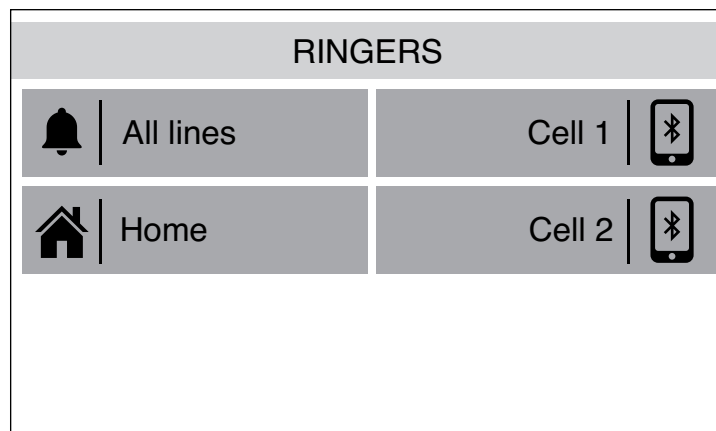 RINGERS
All lines
Cell 1
Home
Cell 2